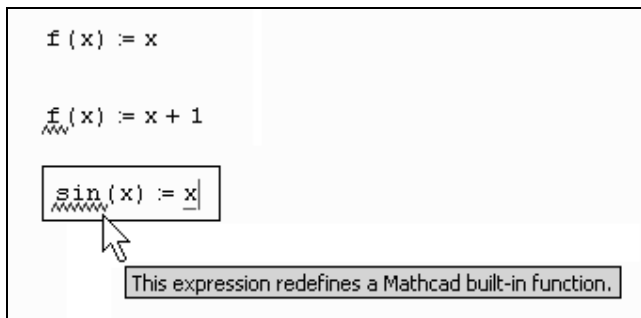 f(x) := x
f(x) := x + 1
sin(x) := x
This expression redefines a Mathcad built-in function.